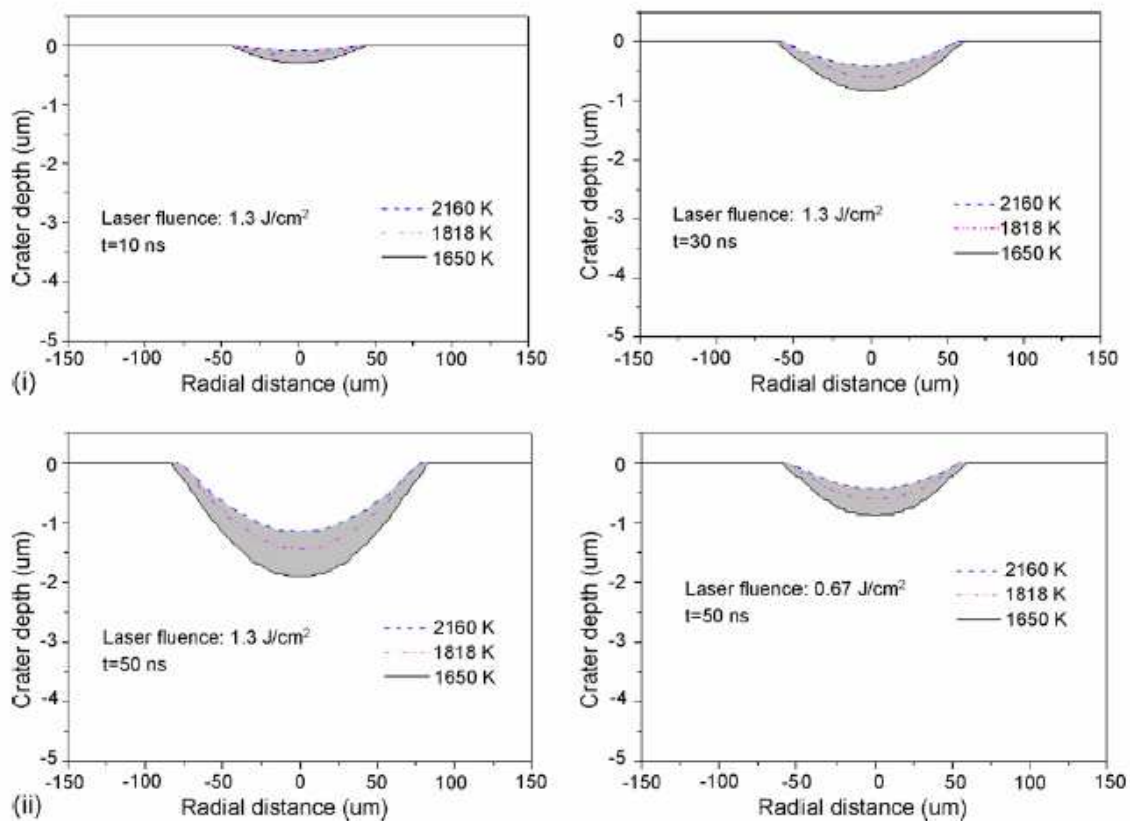 0
-1
-2
-3
-4
-5
Crater depth (um)
Laser fluence: 1.3 J/cm²
t=10 ns
2160 K
1818 K
1650 K
-150 -100 -50 0 50 100 150
Radial distance (um)
(i)
0
-1
-2
-3
-4
-5
Crater depth (um)
Laser fluence: 1.3 J/cm²
t=30 ns
2160 K
1818 K
1650 K
-150 -100 -50 0 50 100 150
Radial distance (um)
0
-1
-2
-3
-4
-5
Crater depth (um)
Laser fluence: 1.3 J/cm²
t=50 ns
2160 K
1818 K
1650 K
-150 -100 -50 0 50 100 150
Radial distance (um)
(ii)
0
-1
-2
-3
-4
-5
Crater depth (um)
Laser fluence: 0.67 J/cm²
t=50 ns
2160 K
1818 K
1650 K
-150 -100 -50 0 50 100 150
Radial distance (um)